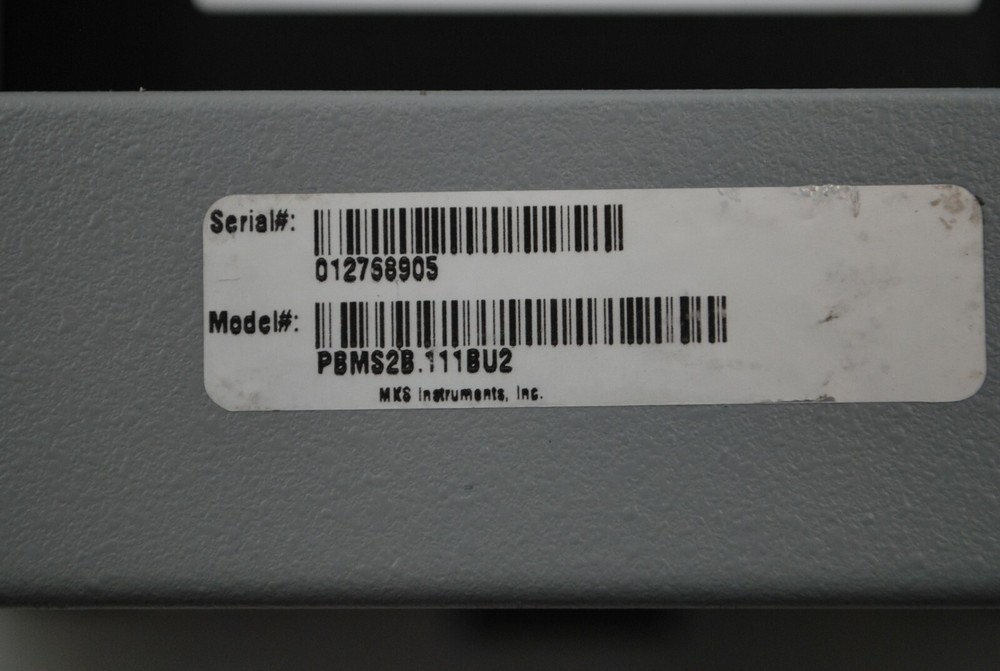 Serial#:
012768905
Model#:
PBMS2B.111BU2
MKS Instruments, Inc.